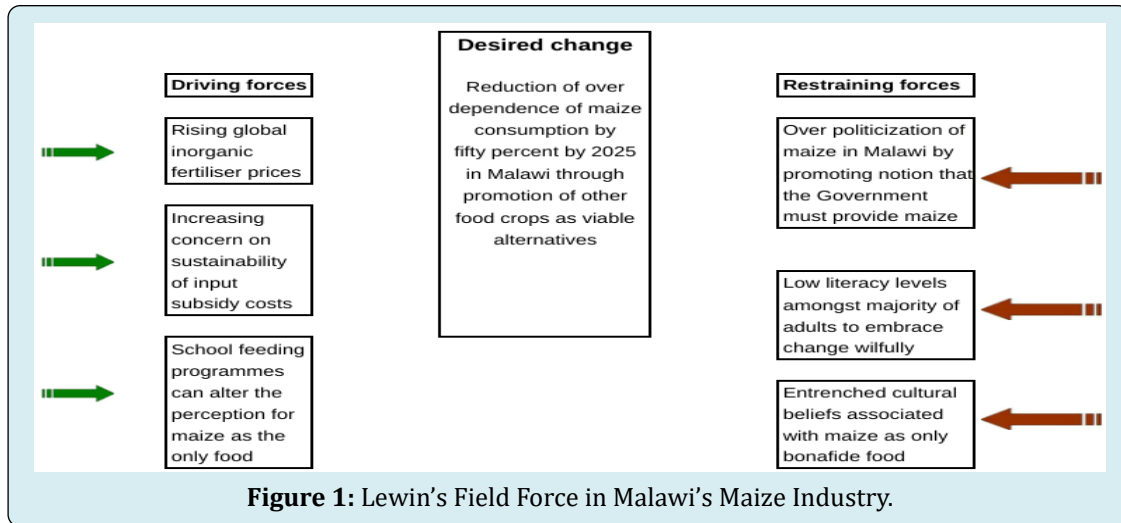 Driving forces
Rising global
inorganic
fertiliser prices
Increasing
concern on
sustainability
of input
subsidy costs
School feeding
programmes
can alter the
perception for
maize as the
only food
Desired change
Reduction of over
dependence of maize
consumption by
fifty percent by 2025
in Malawi through
promotion of other
food crops as viable
alternatives
Restraining forces
Over politicization of
maize in Malawi by
promoting notion that
the Government
must provide maize
Low literacy levels
amongst majority of
adults to embrace
change wilfully
Entrenched cultural
beliefs associated
with maize as only
bonafide food
Figure 1: Lewin's Field Force in Malawi's Maize Industry.